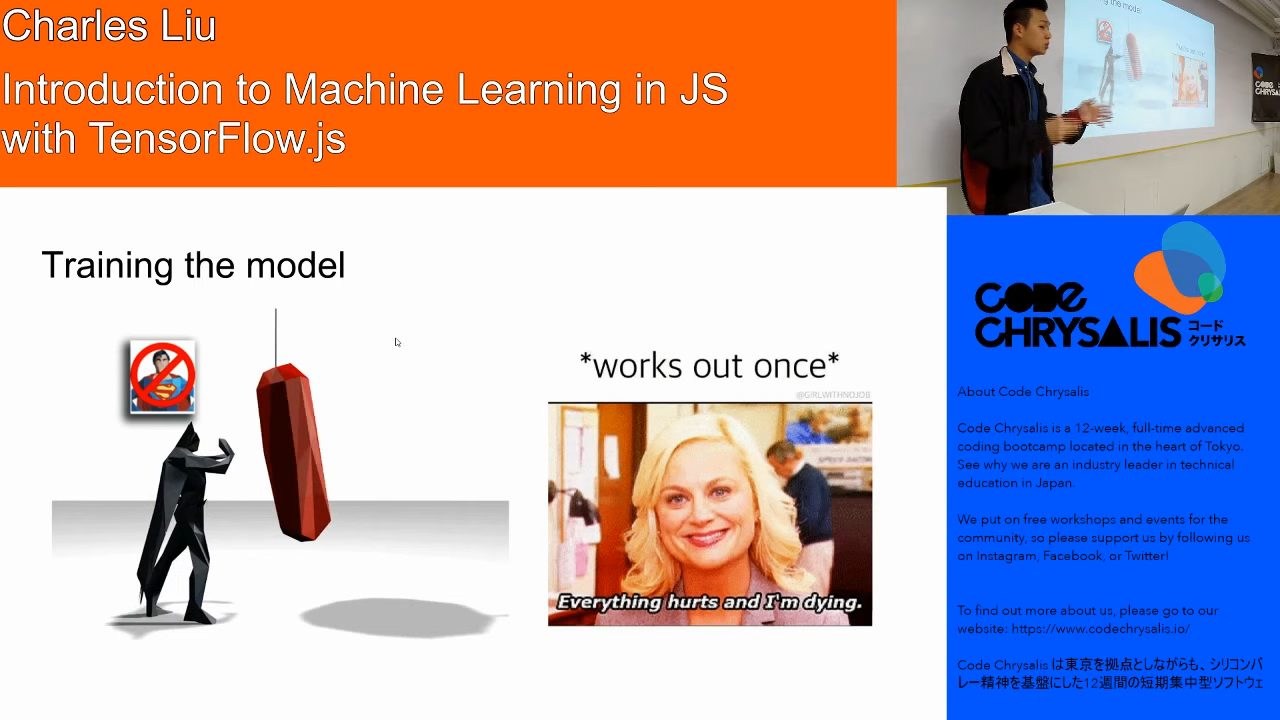 Charles Liu
Introduction to Machine Learning in JS
with TensorFlow.js
Training the model
*works out once*
@GIRLWITHNOJOB
Everything hurts and I'm dying.
CODE
CHRYSALIS
コード
クリサリス
About Code Chrysalis
Code Chrysalis is a 12-week, full-time advanced
coding bootcamp located in the heart of Tokyo.
See why we are an industry leader in technical
education in Japan.
We put on free workshops and events for the
community, so please support us by following us
on Instagram, Facebook, or Twitter!
To find out more about us, please go to our
website: https://www.codechrysalis.io/
Code Chrysalis は東京を拠点としながらも、シリコンバ
レー精神を基盤にした12週間の短期集中型ソフトウェ
CODE
CHRYSALIS